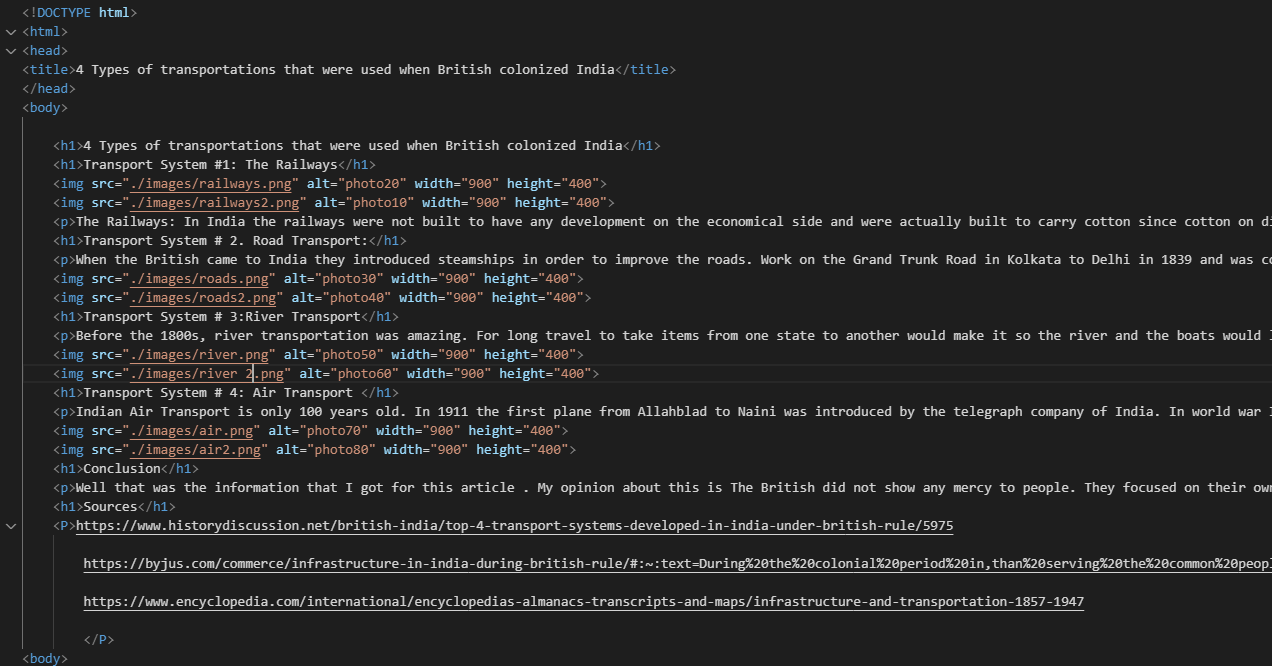 <!DOCTYPE html>
<html>
<head>
<title>4 Types of transportations that were used when British colonized India</title>
</head>
<body>
<h1>4 Types of transportations that were used when British colonized India</h1>
<h1>Transport System #1: The Railways</h1>
<img src="./images/railways.png" alt="photo20" width="900" height="400">
<img src="./images/railways2.png" alt="photo10" width="900" height="400">
<p>The Railways: In India the railways were not built to have any development on the economical side and were actually built to carry cotton since cotton on di
<h1>Transport System # 2. Road Transport:</h1>
<p>When the British came to India they introduced steamships in order to improve the roads. Work on the Grand Trunk Road in Kolkata to Delhi in 1839 and was co
<img src="./images/roads.png" alt="photo30" width="900" height="400">
<img src="./images/roads2.png" alt="photo40" width="900" height="400">
<h1>Transport System # 3:River Transport</h1>
<p>Before the 1800s, river transportation was amazing. For long travel to take items from one state to another would make it so the river and the boats would l
<img src="./images/river.png" alt="photo50" width="900" height="400">
<img src="./images/river 2.png" alt="photo60" width="900" height="400">
<h1>Transport System # 4: Air Transport </h1>
<p>Indian Air Transport is only 100 years old. In 1911 the first plane from Allahblad to Naini was introduced by the telegraph company of India. In world war I
<img src="./images/air.png" alt="photo70" width="900" height="400">
<img src="./images/air2.png" alt="photo80" width="900" height="400">
<h1>Conclusion</h1>
<p>Well that was the information that I got for this article . My opinion about this is The British did not show any mercy to people. They focused on their own
<h1>Sources</h1>
<P>https://www.historydiscussion.net/british-india/top-4-transport-systems-developed-in-india-under-british-rule/5975
https://byjus.com/commerce/infrastructure-in-india-during-british-rule/#:~:text=During%20the%20colonial%20period%20in,than%20serving%20the%20common%20peopl
https://www.encyclopedia.com/international/encyclopedias-almanacs-transcripts-and-maps/infrastructure-and-transportation-1857-1947
</P>
<body>